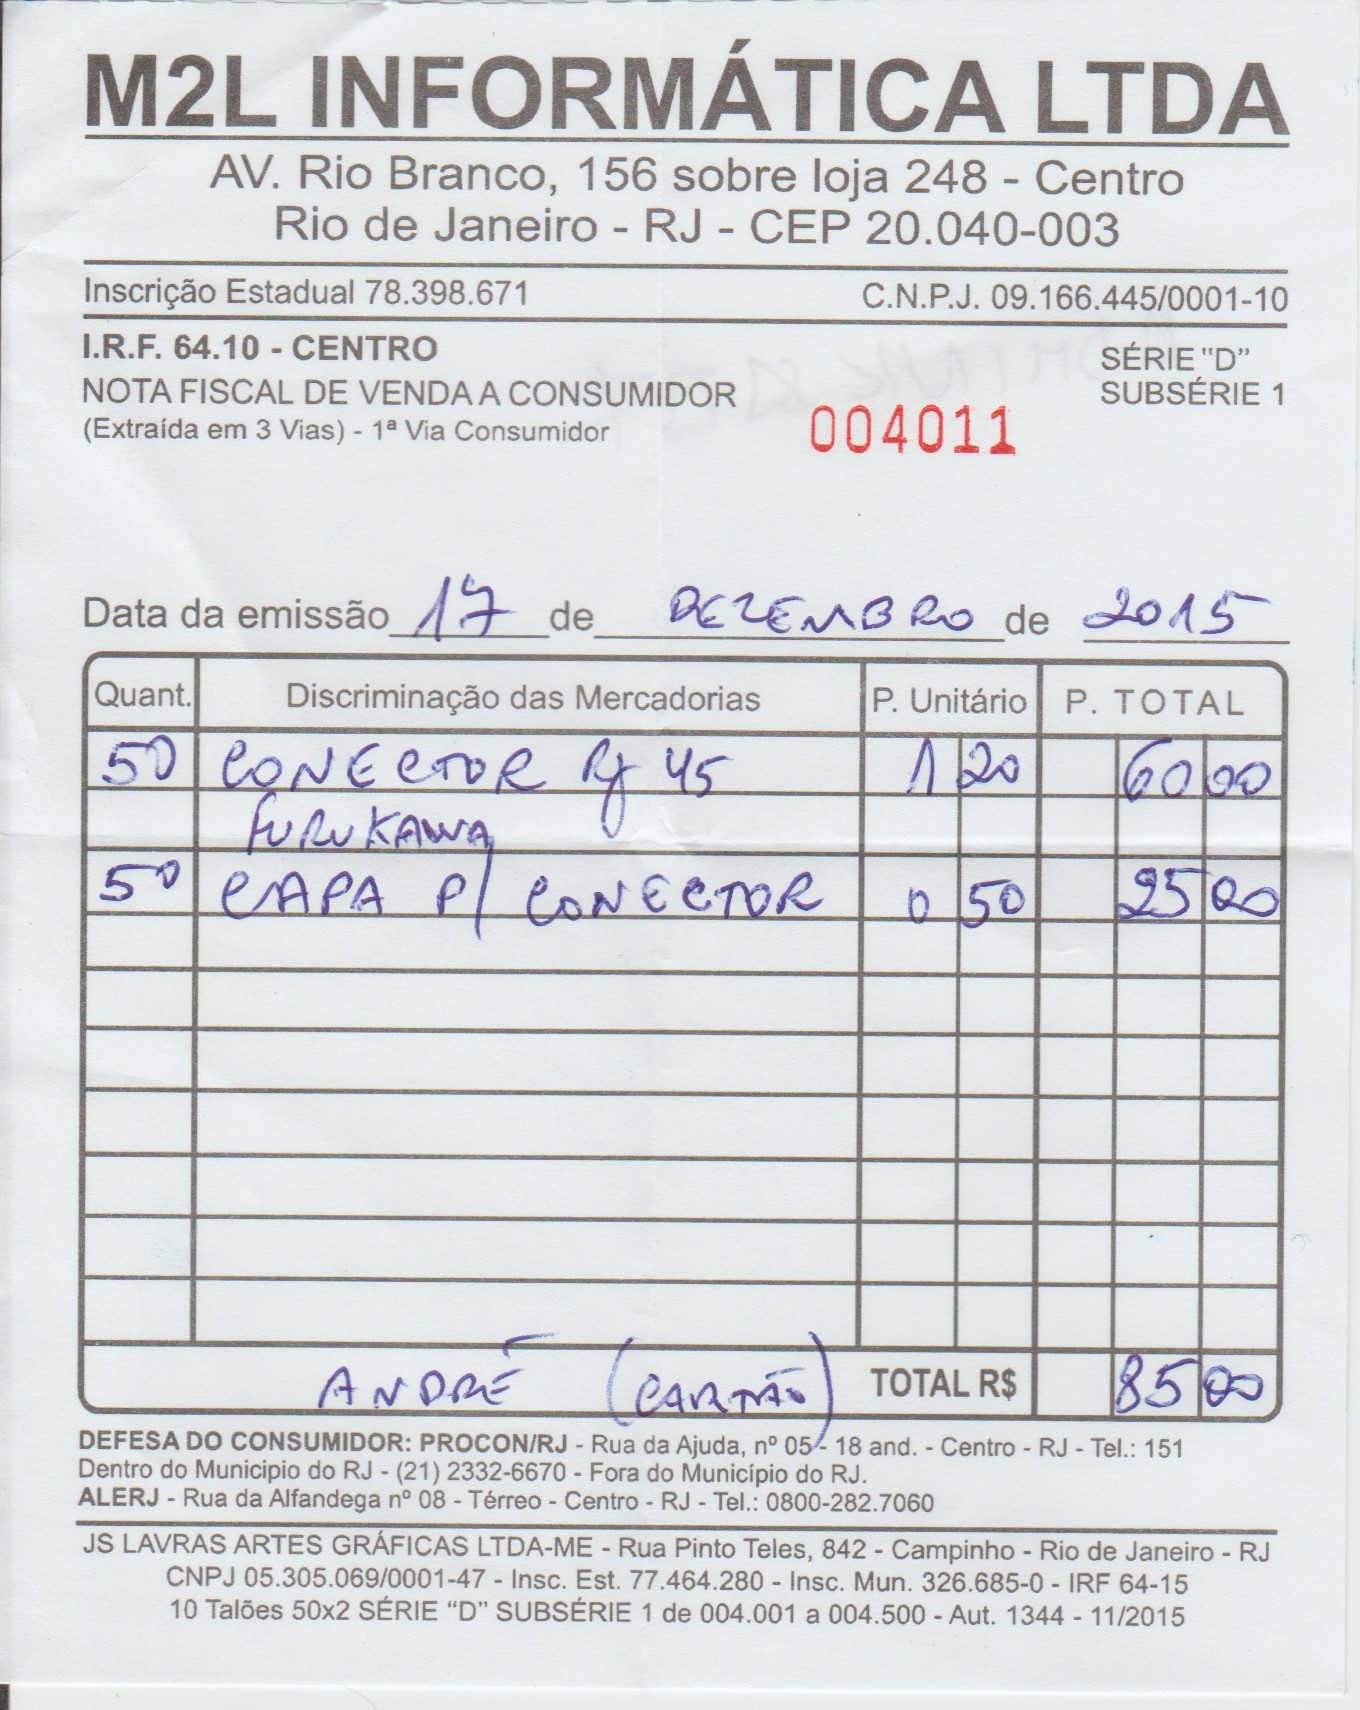 M2L INFORMÁTICA LTDA
AV. Rio Branco, 156 sobre loja 248 - Centro
Rio de Janeiro - RJ - CEP 20.040-003
Inscrição Estadual 78.398.671 C.N.P.J. 09.166.445/0001-10
I.R.F. 64.10 - CENTRO SÉRIE "D"
NOTA FISCAL DE VENDA A CONSUMIDOR SUBSÉRIE 1
(Extraída em 3 Vias) - 1ª Via Consumidor 004011
Data da emissão 17 de DEZEMBRO de 2015
Quant. Discriminação das Mercadorias P. Unitário P. TOTAL
50 CONECTOR RJ 45 1 20 60 00
FURUKAWA
50 CAPA P/ CONECTOR 0 50 25 00
ANDRÉ (CARTÃO) TOTAL R$ 85 00
DEFESA DO CONSUMIDOR: PROCON/RJ - Rua da Ajuda, nº 05 - 18 and. - Centro - RJ - Tel.: 151
Dentro do Municipio do RJ - (21) 2332-6670 - Fora do Município do RJ.
ALERJ - Rua da Alfandega nº 08 - Térreo - Centro - RJ - Tel.: 0800-282.7060
JS LAVRAS ARTES GRÁFICAS LTDA-ME - Rua Pinto Teles, 842 - Campinho - Rio de Janeiro - RJ
CNPJ 05.305.069/0001-47 - Insc. Est. 77.464.280 - Insc. Mun. 326.685-0 - IRF 64-15
10 Talões 50x2 SÉRIE "D" SUBSÉRIE 1 de 004.001 a 004.500 - Aut. 1344 - 11/2015